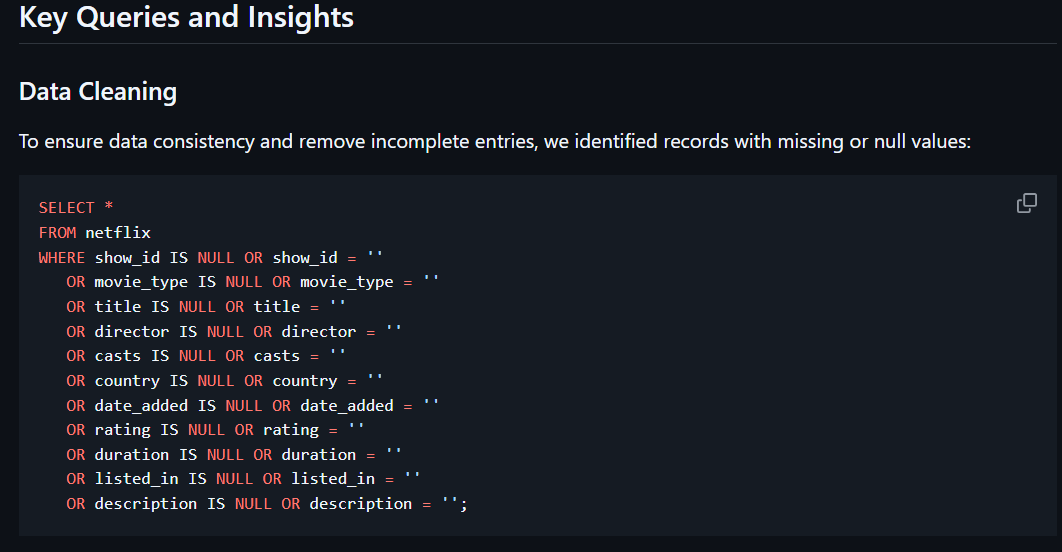 Key Queries and Insights
Data Cleaning
To ensure data consistency and remove incomplete entries, we identified records with missing or null values:
SELECT *
FROM netflix
WHERE show_id IS NULL OR show_id = ''
   OR movie_type IS NULL OR movie_type = ''
   OR title IS NULL OR title = ''
   OR director IS NULL OR director = ''
   OR casts IS NULL OR casts = ''
   OR country IS NULL OR country = ''
   OR date_added IS NULL OR date_added = ''
   OR rating IS NULL OR rating = ''
   OR duration IS NULL OR duration = ''
   OR listed_in IS NULL OR listed_in = ''
   OR description IS NULL OR description = '';